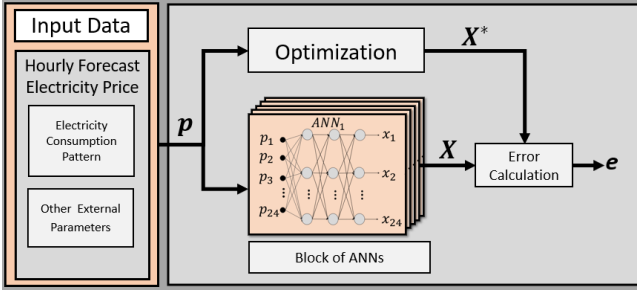 Input Data
Hourly Forecast
Electricity Price
Electricity
Consumption
Pattern
Other External
Parameters
p
Optimization
X*
ANN₁
p₁
p₂
p₃
⋮
p₂₄
⋮ ⋮
x₁
x₂
⋮
x₂₄
Block of ANNs
X
Error
Calculation
e